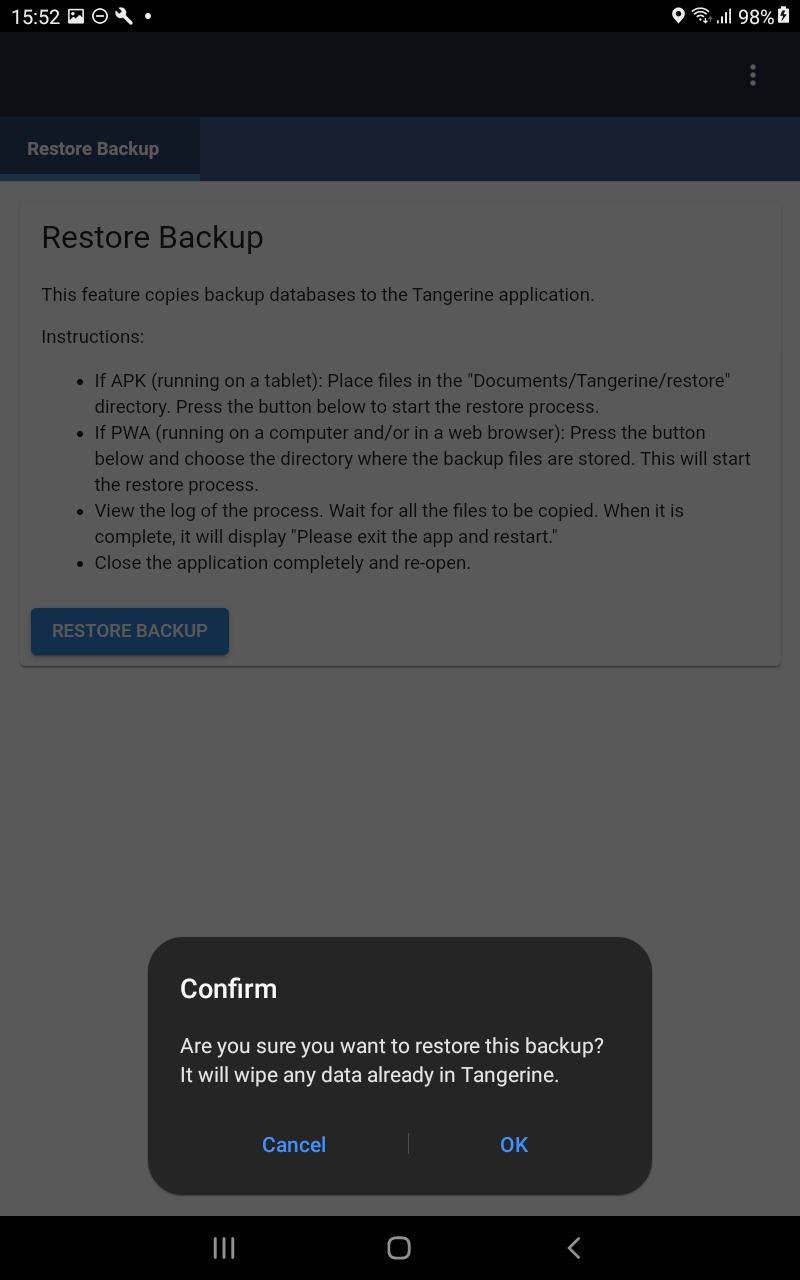 15:52
98%
Restore Backup
Restore Backup
This feature copies backup databases to the Tangerine application.
Instructions:
• If APK (running on a tablet): Place files in the "Documents/Tangerine/restore"
directory. Press the button below to start the restore process.
• If PWA (running on a computer and/or in a web browser): Press the button
below and choose the directory where the backup files are stored. This will start
the restore process.
• View the log of the process. Wait for all the files to be copied. When it is
complete, it will display "Please exit the app and restart."
• Close the application completely and re-open.
RESTORE BACKUP
Confirm
Are you sure you want to restore this backup?
It will wipe any data already in Tangerine.
Cancel
OK